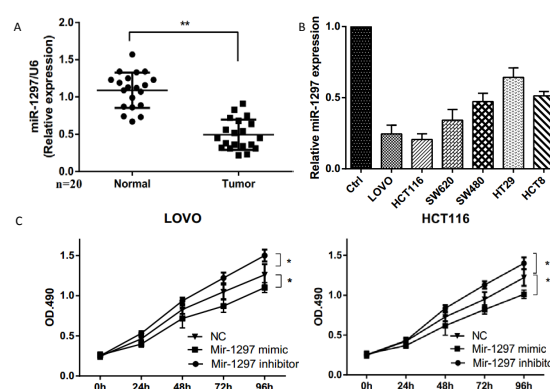 A
**
miR-1297/U6
(Relative expression)
2.0
1.5
1.0
0.5
0.0
n=20
Normal
Tumor
B
Relative miR-1297 expression
1.0
0.5
0.0
Ctrl
LOVO
HCT116
SW620
SW480
HT29
HCT8
C
LOVO
OD.490
1.5
1.0
0.5
0.0
0h
24h
48h
72h
96h
*
*
NC
Mir-1297 mimic
Mir-1297 inhibitor
HCT116
OD.490
1.5
1.0
0.5
0.0
0h
24h
48h
72h
96h
*
*
NC
Mir-1297 mimic
Mir-1297 inhibitor